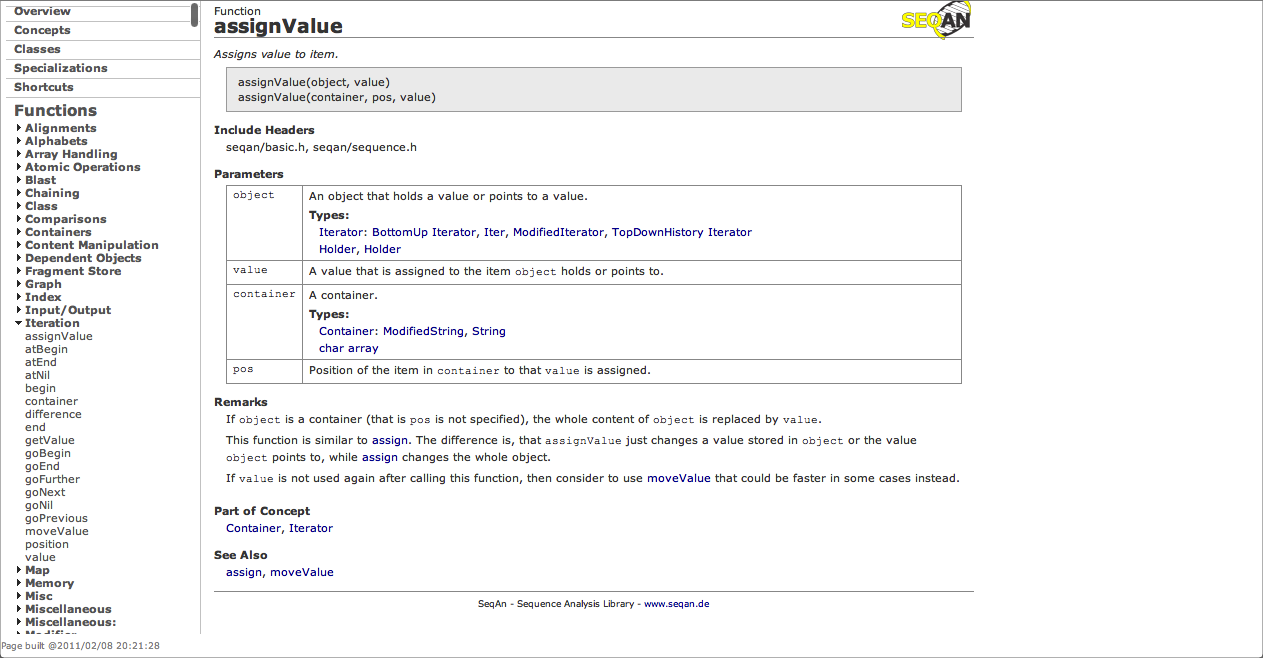 Overview
Concepts
Classes
Specializations
Shortcuts
Functions
Alignments
Alphabets
Array Handling
Atomic Operations
Blast
Chaining
Class
Comparisons
Containers
Content Manipulation
Dependent Objects
Fragment Store
Graph
Index
Input/Output
Iteration
assignValue
atBegin
atEnd
atNil
begin
container
difference
end
getValue
goBegin
goEnd
goFurther
goNext
goNil
goPrevious
moveValue
position
value
Map
Memory
Misc
Miscellaneous
Miscellaneous:
Modifier
Page built @2011/02/08 20:21:28
Function
assignValue
SEQAN
Assigns value to item.
assignValue(object, value)
assignValue(container, pos, value)
Include Headers
seqan/basic.h, seqan/sequence.h
Parameters
object An object that holds a value or points to a value.
Types:
Iterator: BottomUp Iterator, Iter, ModifiedIterator, TopDownHistory Iterator
Holder, Holder
value A value that is assigned to the item object holds or points to.
container A container.
Types:
Container: ModifiedString, String
char array
pos Position of the item in container to that value is assigned.
Remarks
If object is a container (that is pos is not specified), the whole content of object is replaced by value.
This function is similar to assign. The difference is, that assignValue just changes a value stored in object or the value
object points to, while assign changes the whole object.
If value is not used again after calling this function, then consider to use moveValue that could be faster in some cases instead.
Part of Concept
Container, Iterator
See Also
assign, moveValue
SeqAn - Sequence Analysis Library - www.seqan.de